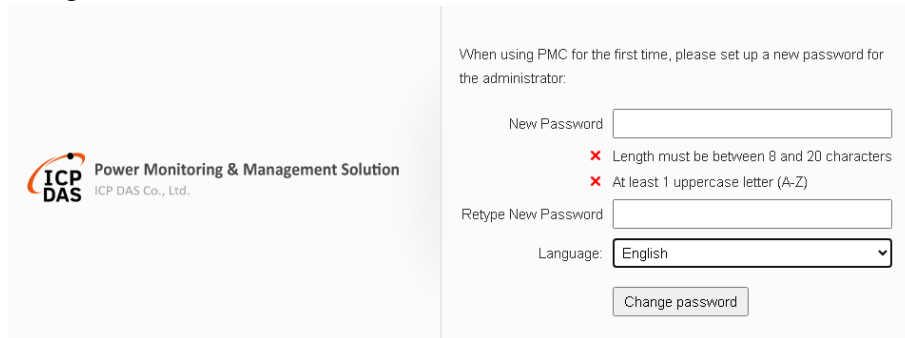 ICP
DAS
Power Monitoring & Management Solution
ICP DAS Co., Ltd.
When using PMC for the first time, please set up a new password for
the administrator:
New Password
Length must be between 8 and 20 characters
At least 1 uppercase letter (A-Z)
Retype New Password
Language: English
Change password